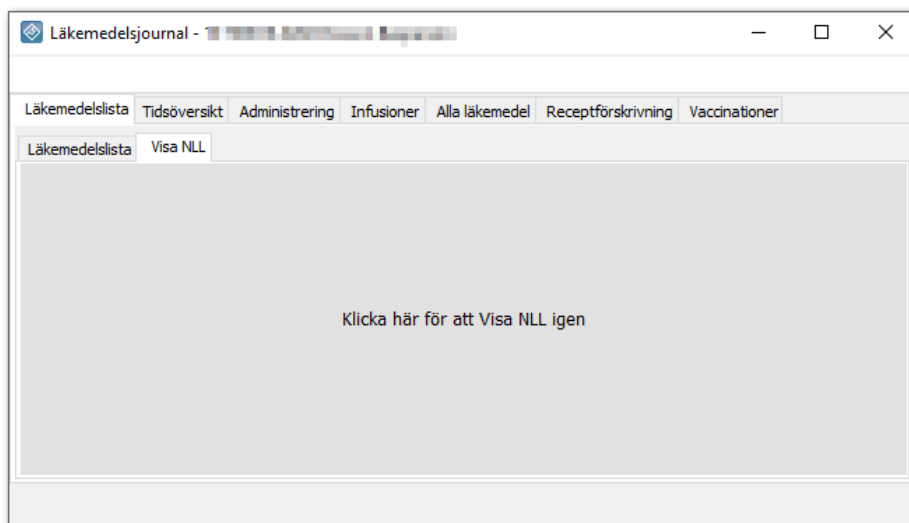 Läkemedelsjournal -
Läkemedelslista Tidsöversikt Administrering Infusioner Alla läkemedel Receptförskrivning Vaccinationer
Läkemedelslista Visa NLL
Klicka här för att Visa NLL igen